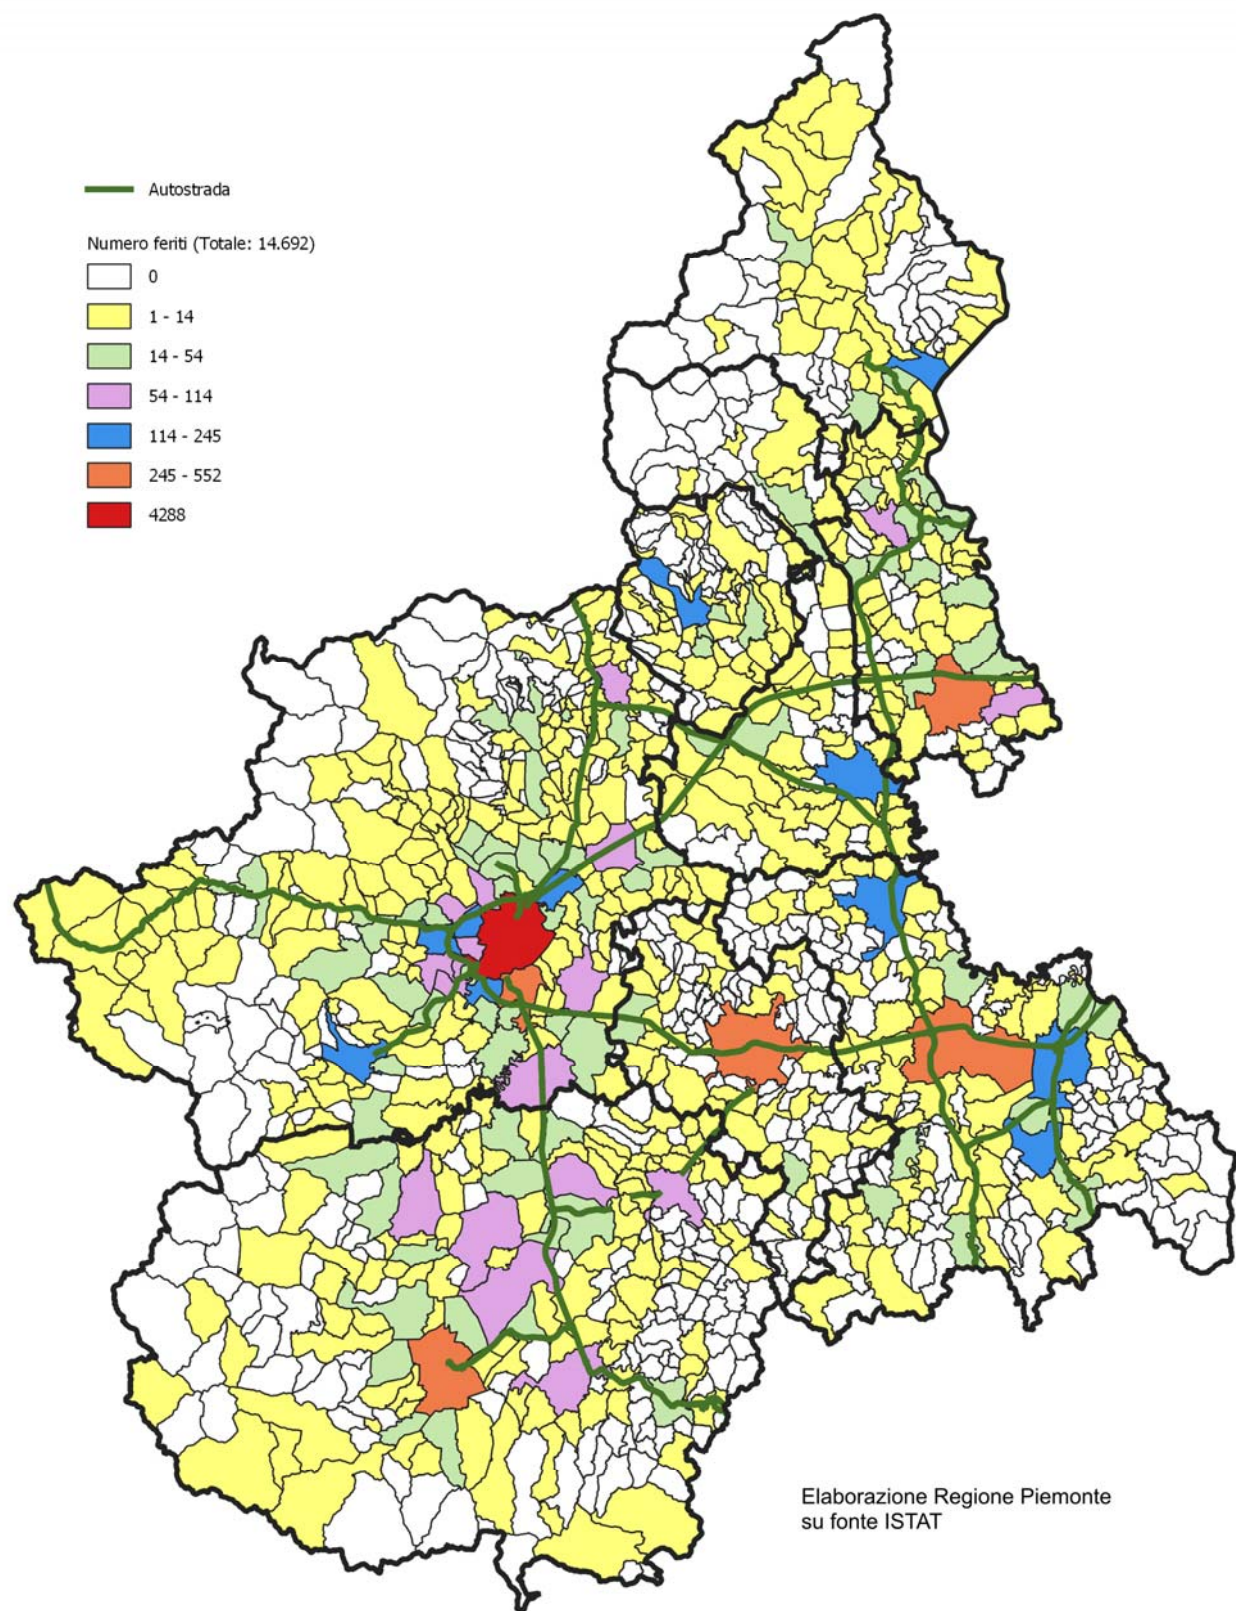 Autostrada
Numero feriti (Totale: 14.692)
0
1 - 14
14 - 54
54 - 114
114 - 245
245 - 552
4288
Elaborazione Regione Piemonte
su fonte ISTAT